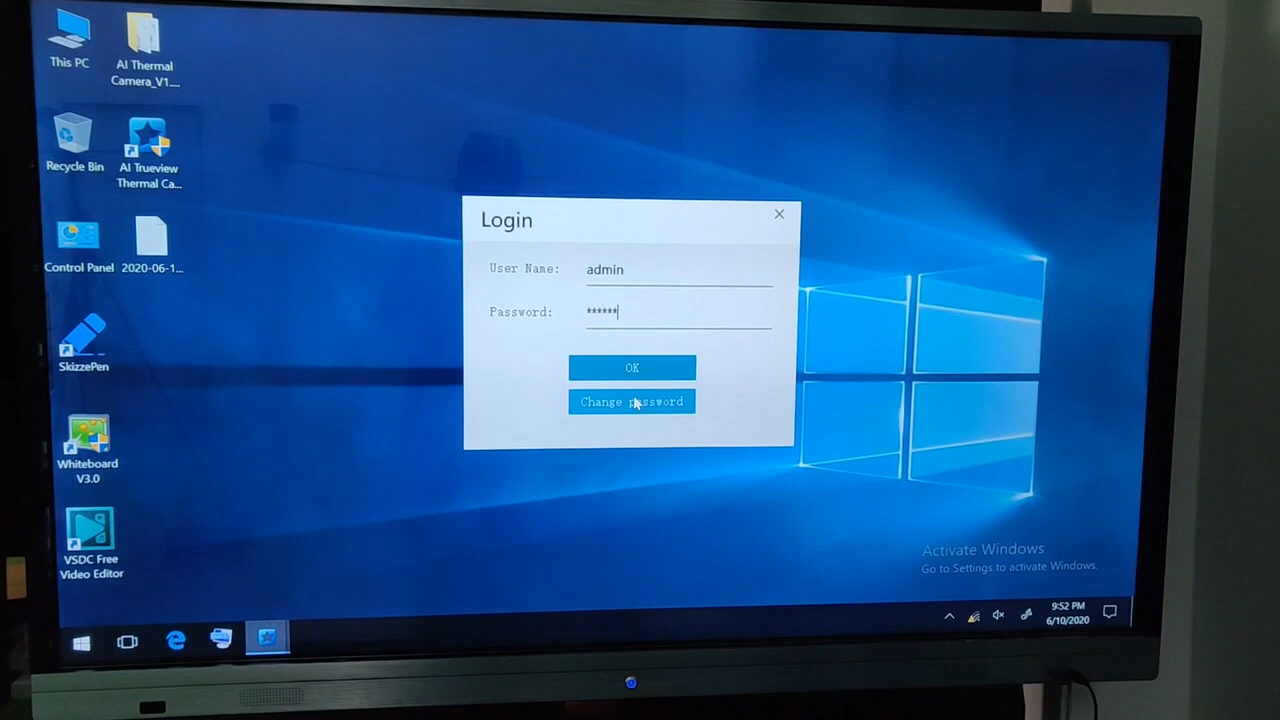 This PC
AI Thermal
Camera_V1....
Recycle Bin
AI Trueview
Thermal Ca...
Control Panel
2020-06-1...
SkizzePen
Whiteboard
V3.0
VSDC Free
Video Editor
Login
User Name: admin
Password: ******
OK
Change password
Activate Windows
Go to Settings to activate Windows.
9:52 PM
6/10/2020